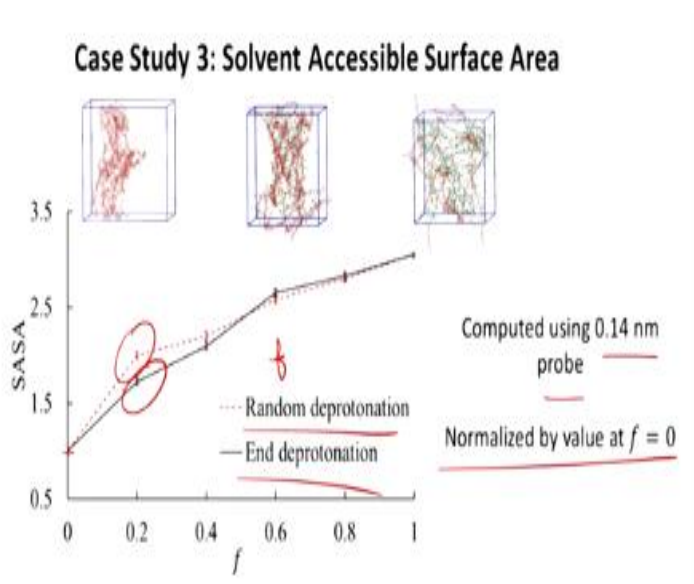 Case Study 3: Solvent Accessible Surface Area
3.5
2.5
SASA
1.5
0.5
0 0.2 0.4 0.6 0.8 1
f
f
Random deprotonation
End deprotonation
Computed using 0.14 nm
probe
Normalized by value at f = 0